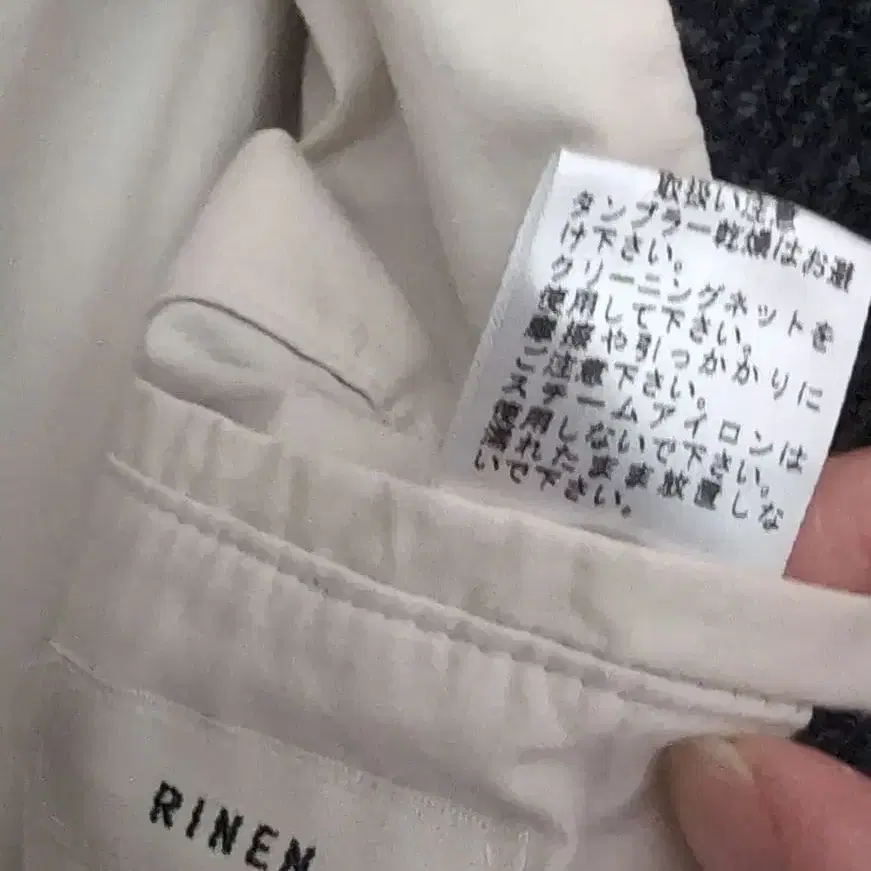 取扱い注意
タンブラー乾燥はお避
け下さい。
クリーニングネットを
使用して下さい。
摩擦や引っかかりに
ご注意下さい。
スチームアイロンは
使用しないで下さい。
濡れたまま放置しな
いで下さい。
RINEN